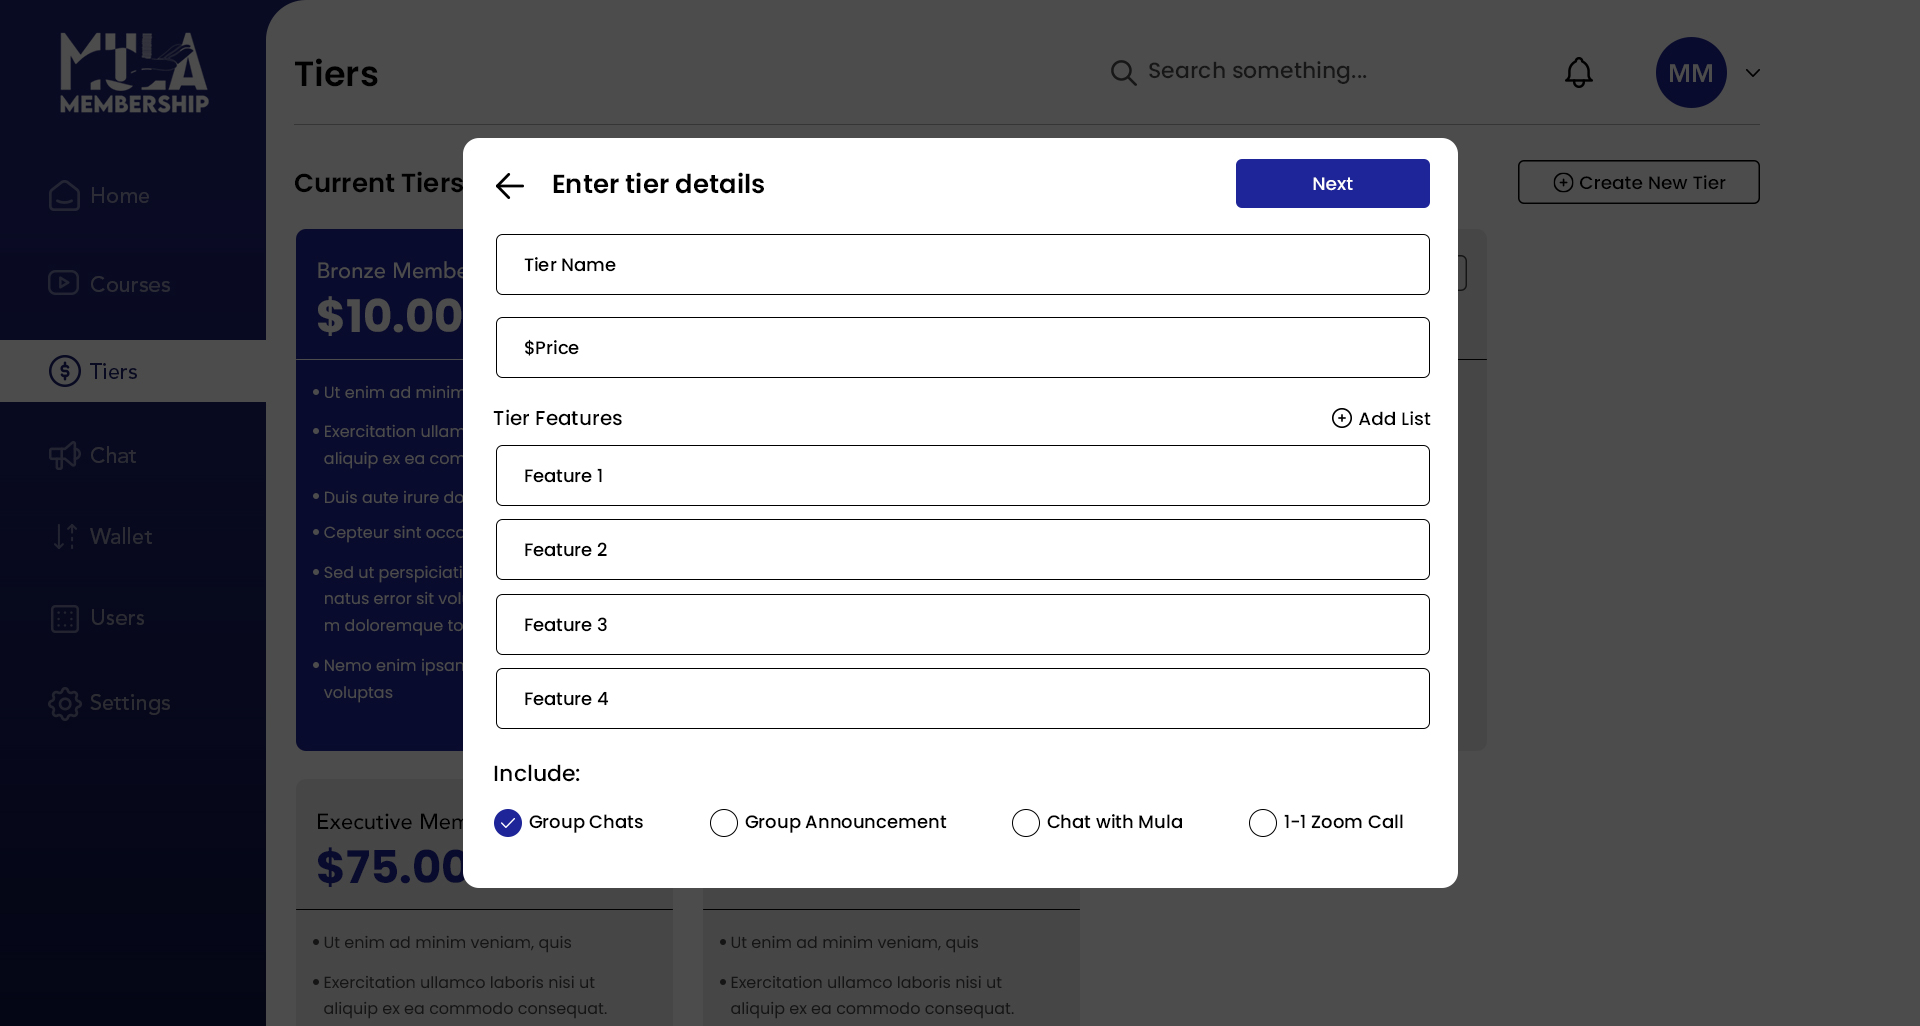 MULA
MEMBERSHIP
Home
Courses
Tiers
Chat
Wallet
Users
Settings
Tiers
Search something...
MM
Current Tiers
Create New Tier
Bronze Membe
$10.00
Ut enim ad minim
Exercitation ullam
aliquip ex ea com
Duis aute irure do
Cepteur sint occa
Sed ut perspiciati
natus error sit vol
m doloremque to
Nemo enim ipsam
voluptas
Executive Mem
$75.00
Ut enim ad minim veniam, quis
Exercitation ullamco laboris nisi ut
aliquip ex ea commodo consequat.
Ut enim ad minim veniam, quis
Exercitation ullamco laboris nisi ut
aliquip ex ea commodo consequat.
Enter tier details
Next
Tier Name
$Price
Tier Features
Add List
Feature 1
Feature 2
Feature 3
Feature 4
Include:
Group Chats
Group Announcement
Chat with Mula
1-1 Zoom Call